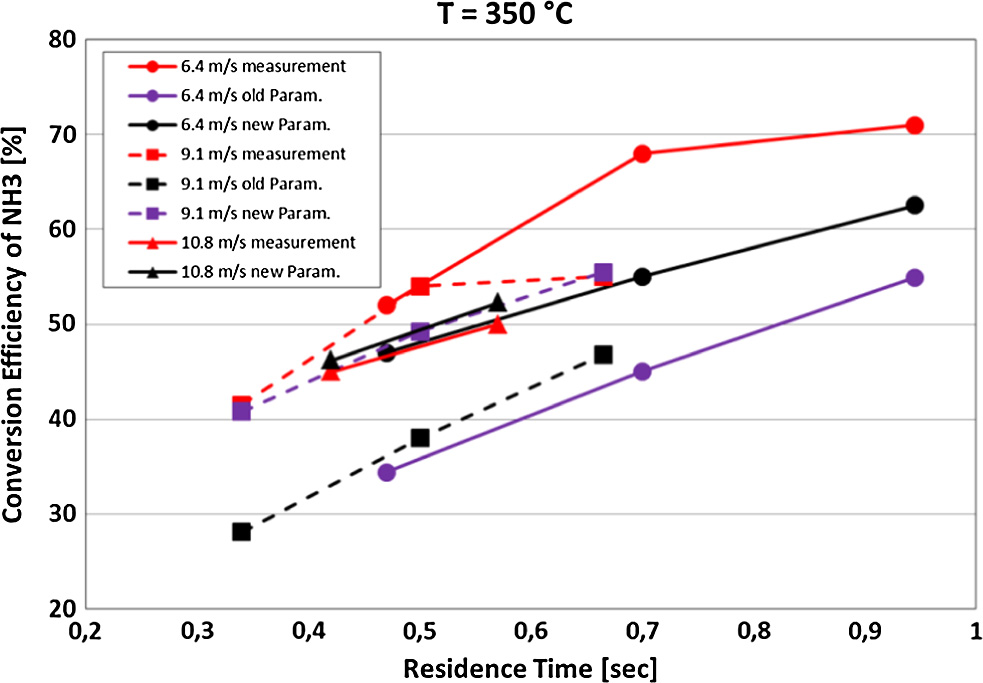 T = 350 °C
Conversion Efficiency of NH3 [%]
80
70
60
50
40
30
20
6.4 m/s measurement
6.4 m/s old Param.
6.4 m/s new Param.
9.1 m/s measurement
9.1 m/s old Param.
9.1 m/s new Param.
10.8 m/s measurement
10.8 m/s new Param.
0,2 0,3 0,4 0,5 0,6 0,7 0,8 0,9 1
Residence Time [sec]